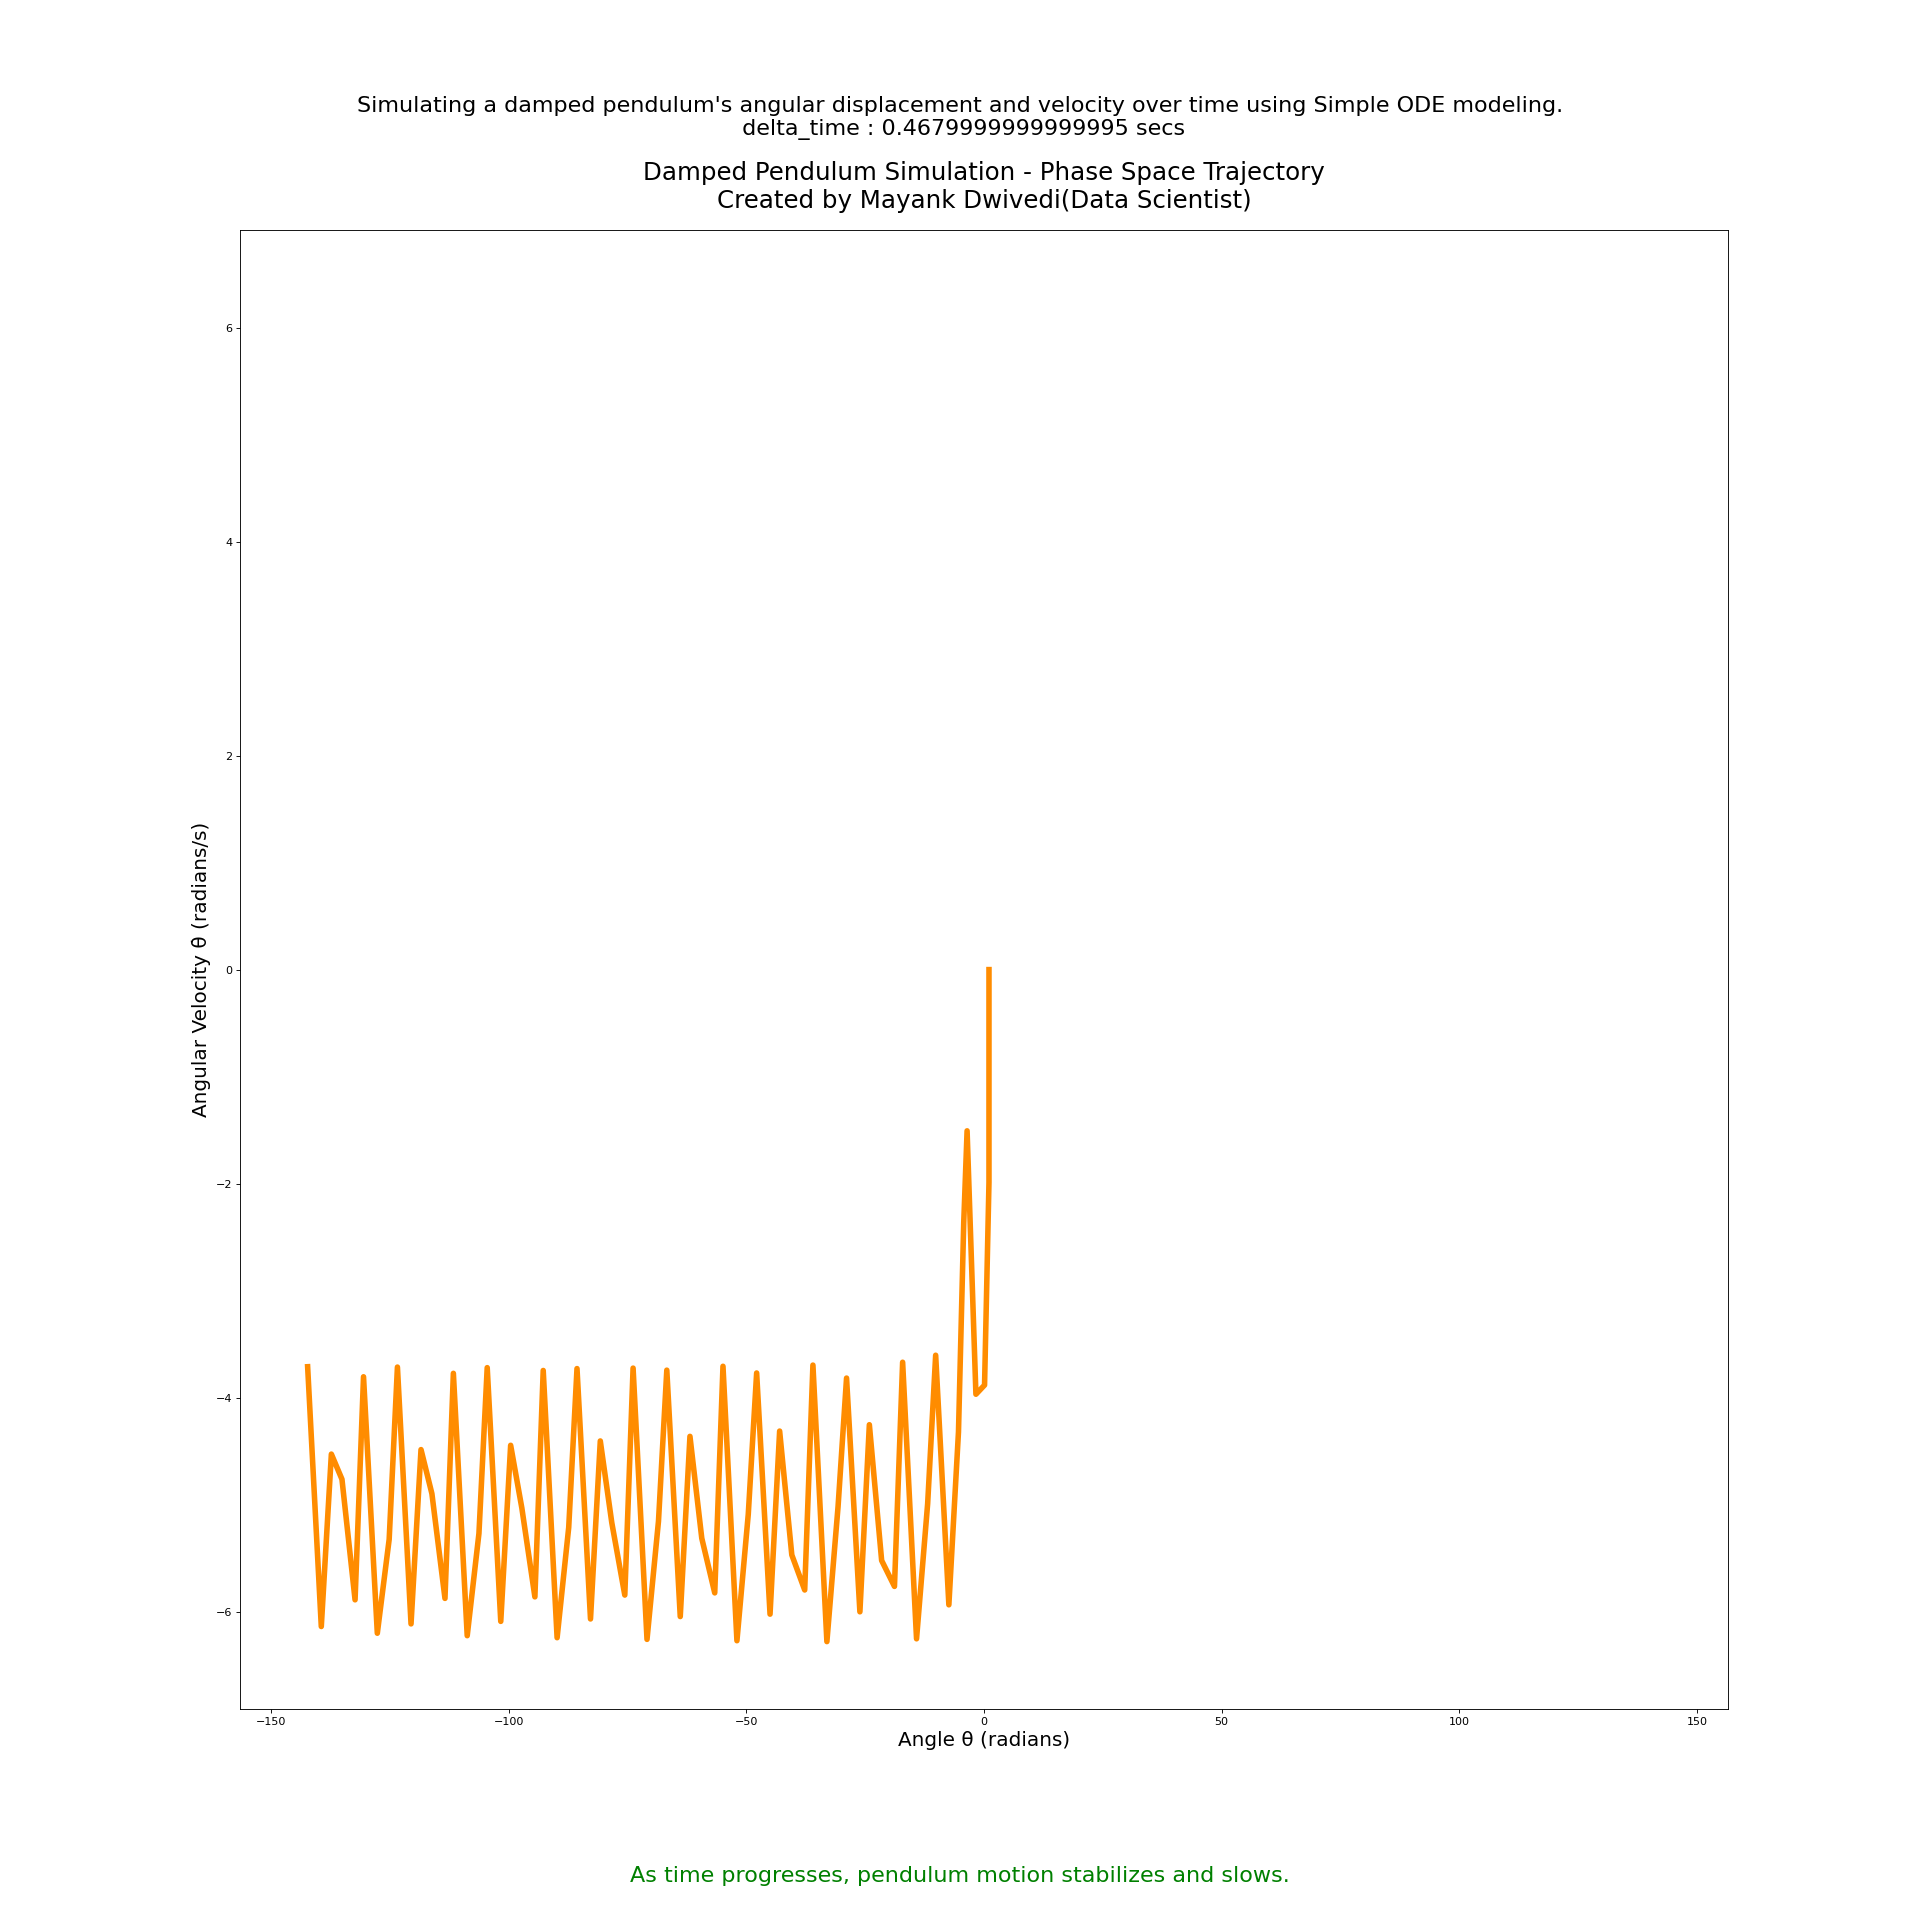 Simulating a damped pendulum's angular displacement and velocity over time using Simple ODE modeling.
delta_time : 0.4679999999999995 secs
Damped Pendulum Simulation - Phase Space Trajectory
Created by Mayank Dwivedi(Data Scientist)
Angular Velocity θ (radians/s)
6
4
2
0
−2
−4
−6
−150
−100
−50
0
50
100
150
Angle θ (radians)
As time progresses, pendulum motion stabilizes and slows.